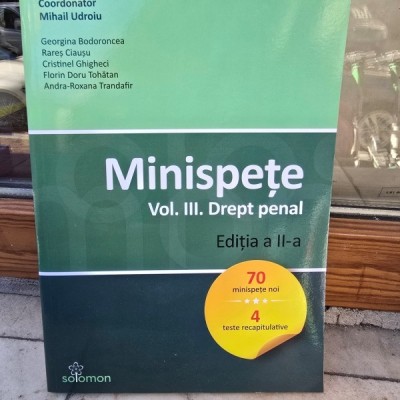 Coordonator
Mihail Udroiu
Georgina Bodoroncea
Rareș Ciaușu
Cristinel Ghigheci
Florin Doru Tohătan
Andra-Roxana Trandafir
Minispețe
Vol. III. Drept penal
Ediția a II-a
70
minispețe noi
4
teste recapitulative
solomon